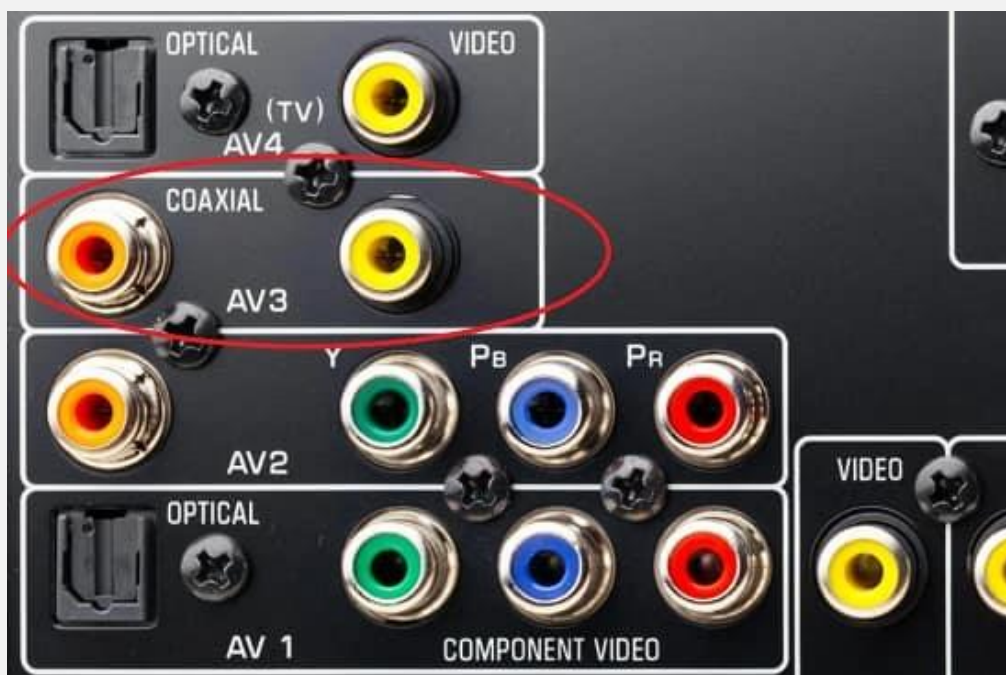 OPTICAL VIDEO
(TV)
AV4
COAXIAL
AV3
Y PB PR
AV2
VIDEO
OPTICAL
AV 1 COMPONENT VIDEO